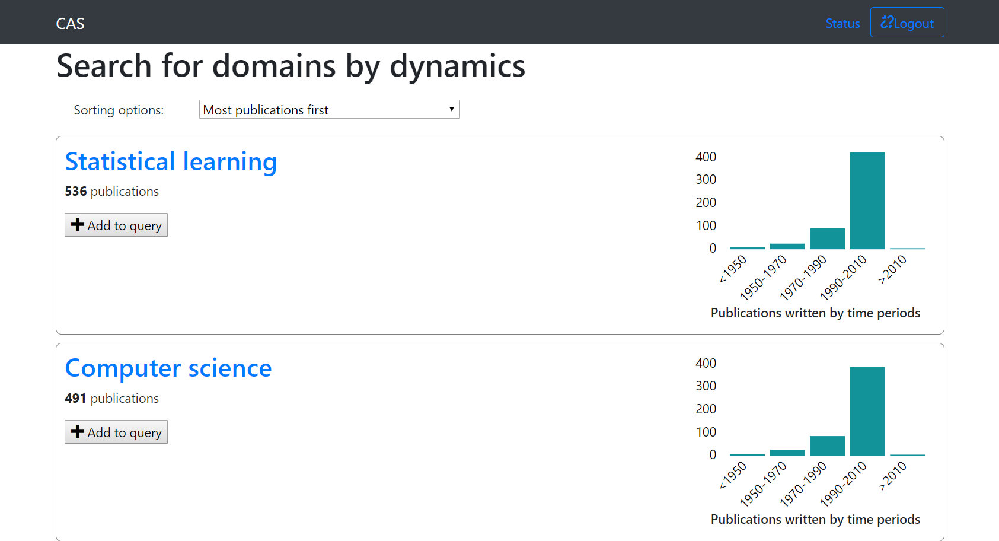 CAS
Status
Logout
Search for domains by dynamics
Sorting options:
Most publications first
Statistical learning
536 publications
Add to query
400
300
200
100
0
<1950
1950-1970
1970-1990
1990-2010
>2010
Publications written by time periods
Computer science
491 publications
Add to query
400
300
200
100
0
<1950
1950-1970
1970-1990
1990-2010
>2010
Publications written by time periods